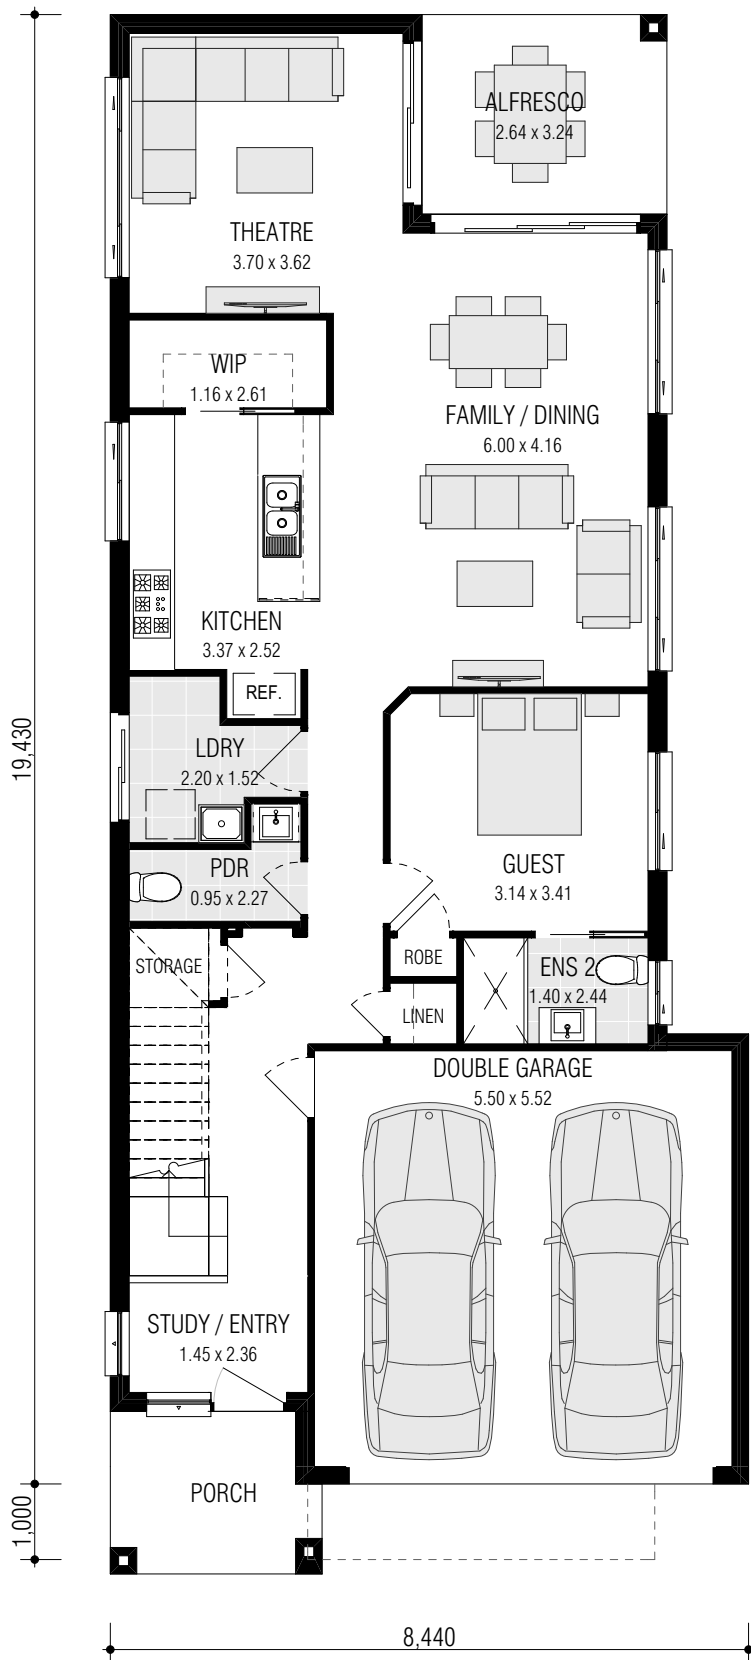 ALFRESCO
2.64 x 3.24
THEATRE
3.70 x 3.62
WIP
1.16 x 2.61
FAMILY / DINING
6.00 x 4.16
KITCHEN
3.37 x 2.52
REF.
19,430
LDRY
2.20 x 1.52
PDR
0.95 x 2.27
GUEST
3.14 x 3.41
STORAGE
ROBE
ENS 2
1.40 x 2.44
LINEN
DOUBLE GARAGE
5.50 x 5.52
STUDY / ENTRY
1.45 x 2.36
PORCH
1,000
8,440